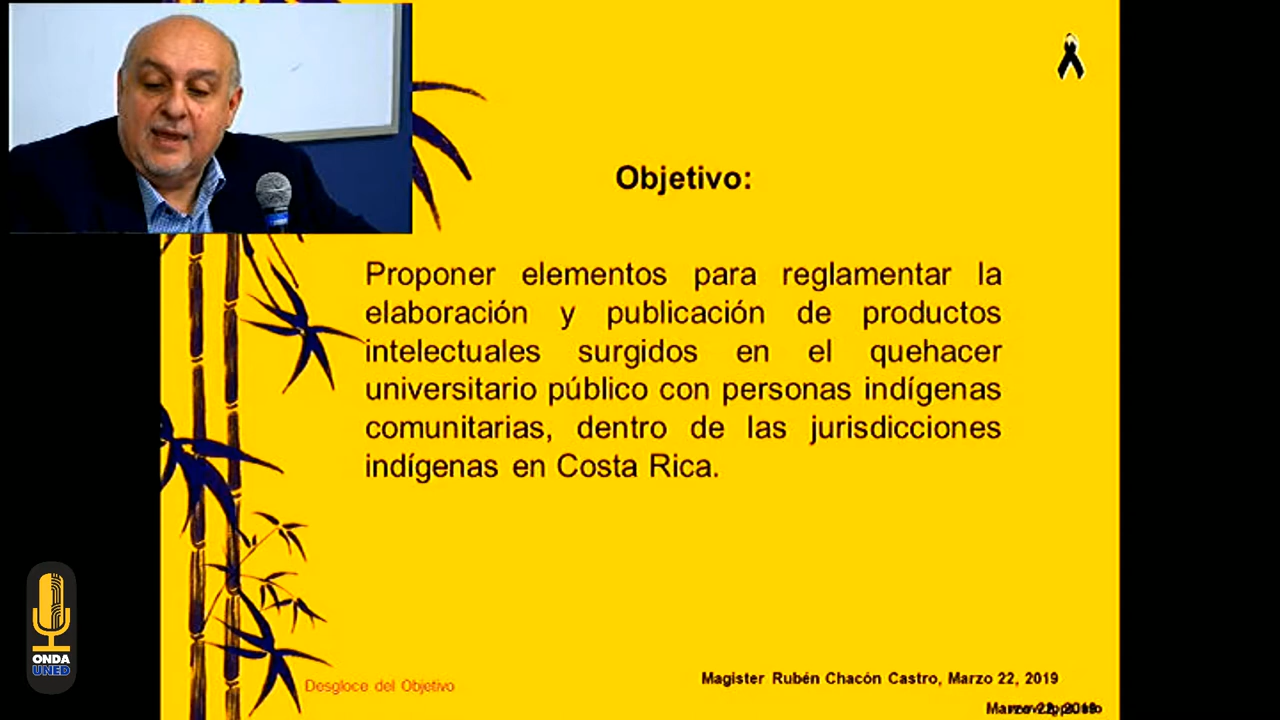 Objetivo:
Proponer elementos para reglamentar la
elaboración y publicación de productos
intelectuales surgidos en el quehacer
universitario público con personas indígenas
comunitarias, dentro de las jurisdicciones
indígenas en Costa Rica.
Desgloce del Objetivo
Magister Rubén Chacón Castro, Marzo 22, 2019
ONDA
UNED